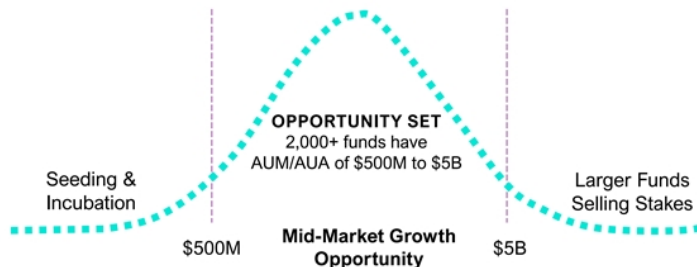 OPPORTUNITY SET
2,000+ funds have
AUM/AUA of $500M to $5B
Seeding &
Incubation
Larger Funds
Selling Stakes
$500M
Mid-Market Growth
Opportunity
$5B